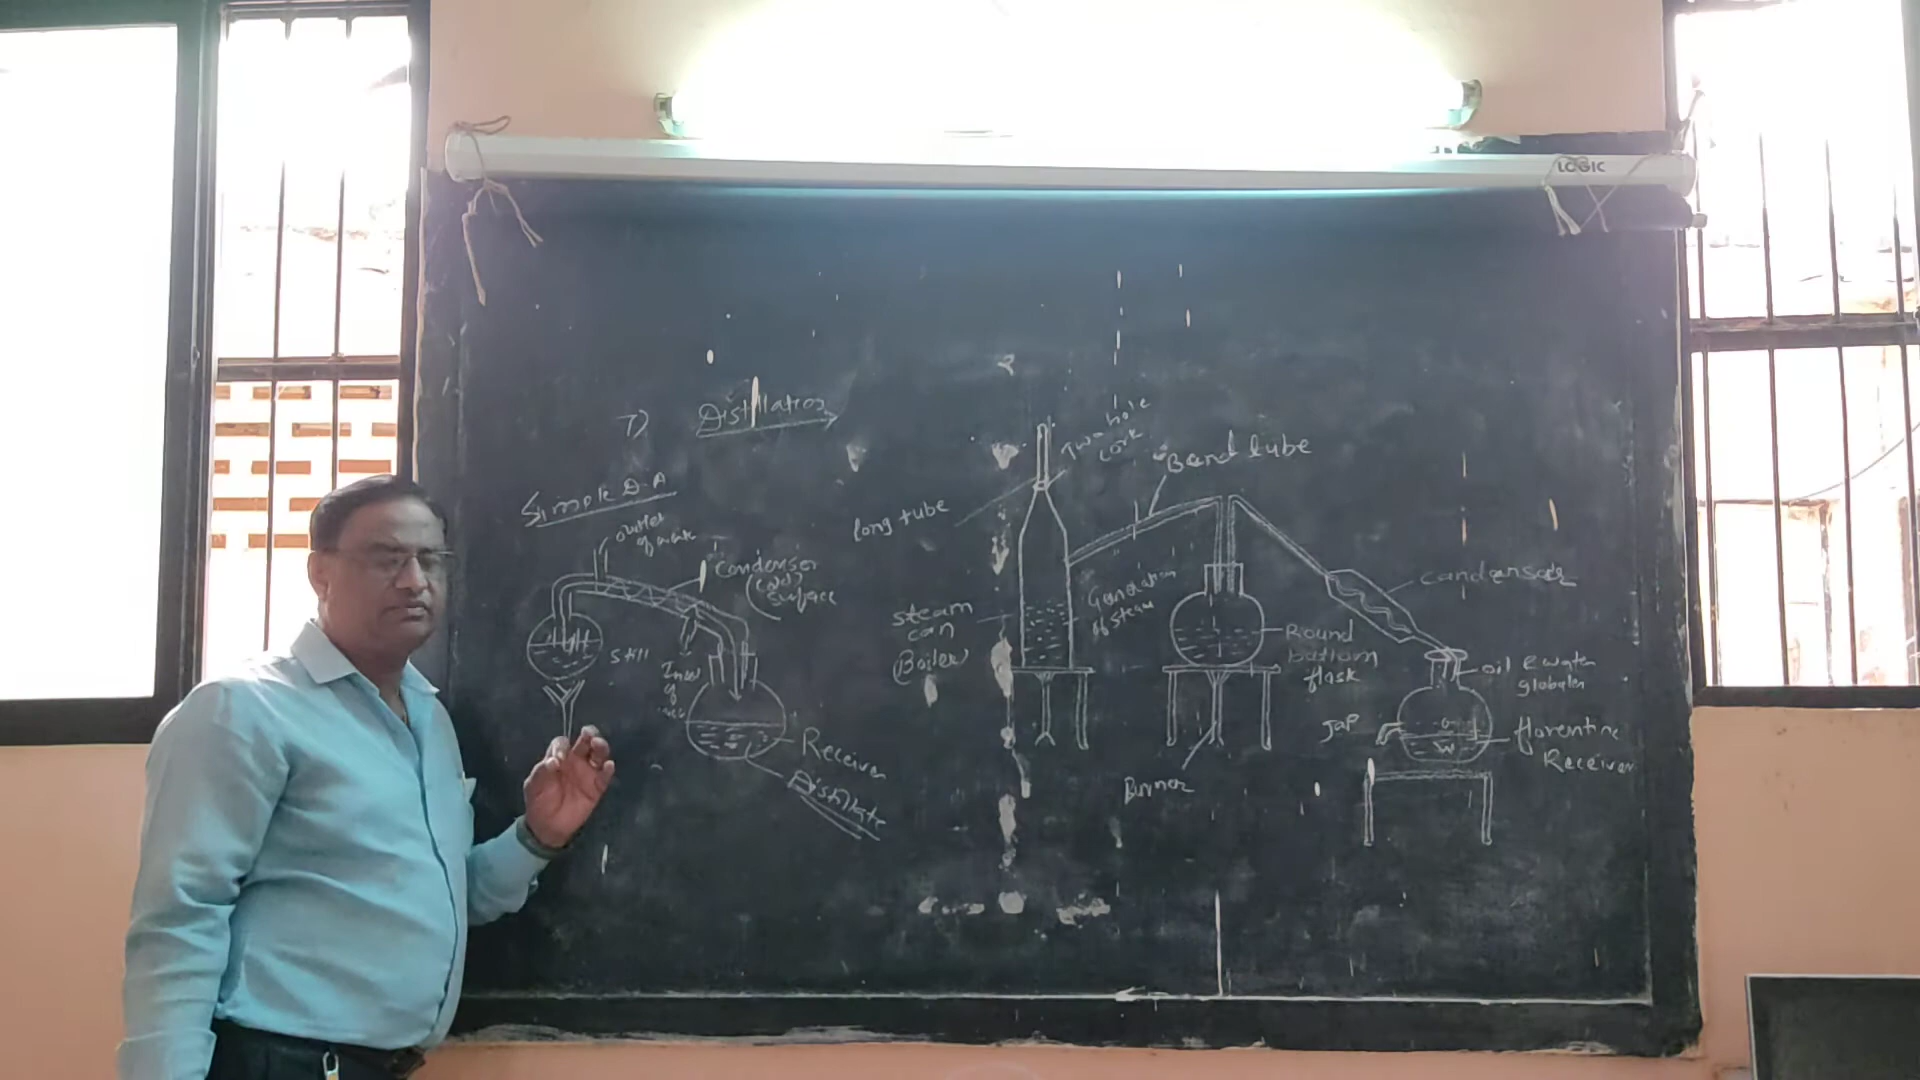 LOGIC
7) Distillation
Simple D.A
outlet
of water
Condenser
(cold)
surface
Still
Inlet
of
Receiver
Distillate
Two-hole
cork
Bend tube
long tube
steam
can
(Boiler)
Generation
of steam
Round
bottom
flask
Burner
Condenser
oil & water
globules
Tap
O
W
florentine
Receiver